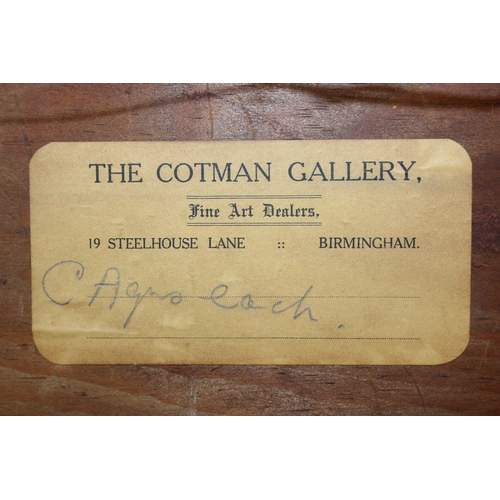 THE COTMAN GALLERY,
Fine Art Dealers,
19 STEELHOUSE LANE :: BIRMINGHAM.
C each.